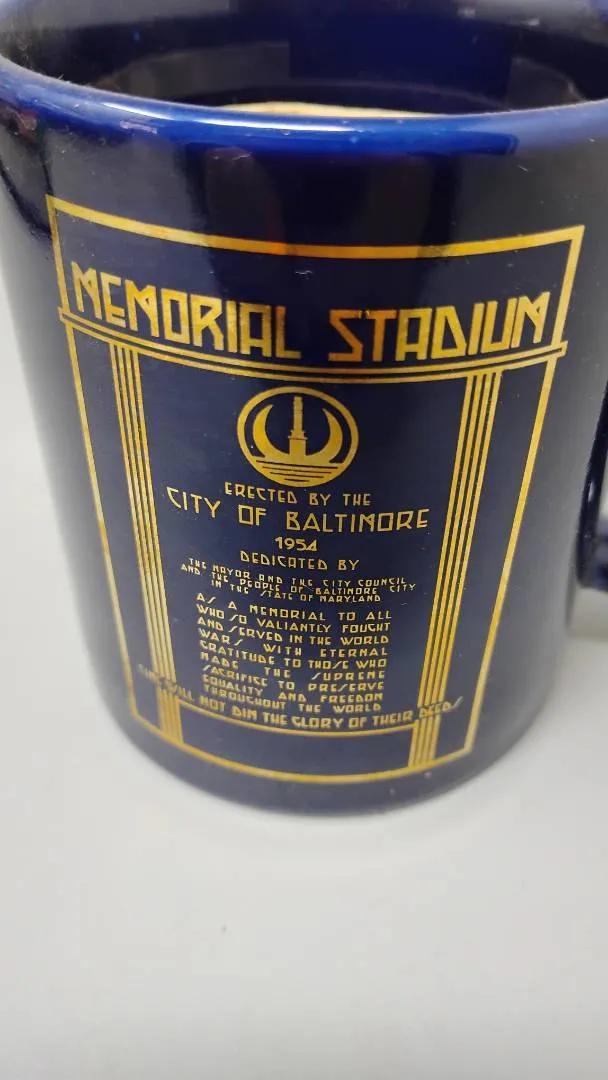 MEMORIAL STADIUM
ERECTED BY THE
CITY OF BALTIMORE
1954
DEDICATED BY
THE MAYOR AND THE CITY COUNCIL
AND THE PEOPLE OF BALTIMORE CITY
IN THE STATE OF MARYLAND
AS A MEMORIAL TO ALL
WHO SO VALIANTLY FOUGHT
AND SERVED IN THE WORLD
WARS WITH ETERNAL
GRATITUDE TO THOSE WHO
MADE THE SUPREME
SACRIFICE TO PRESERVE
EQUALITY AND FREEDOM
THROUGHOUT THE WORLD
TIME WILL NOT DIM THE GLORY OF THEIR DEEDS